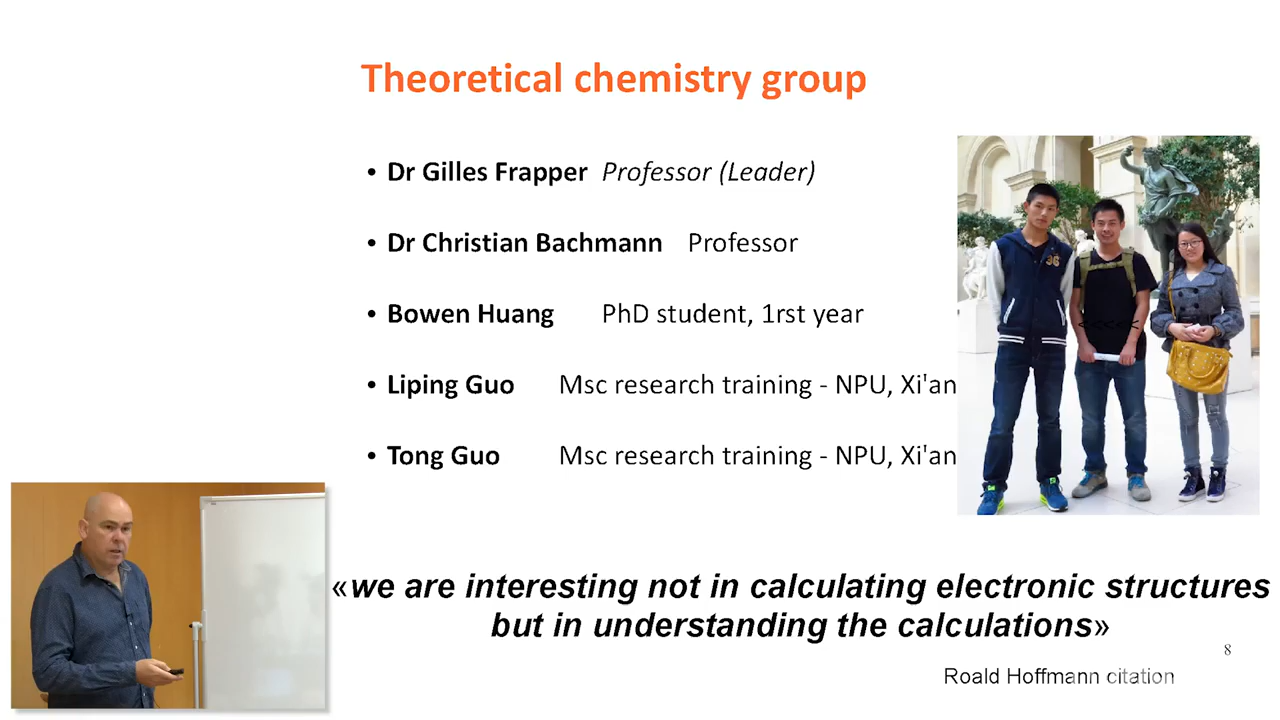 Theoretical chemistry group
• Dr Gilles Frapper Professor (Leader)
• Dr Christian Bachmann Professor
• Bowen Huang PhD student, 1rst year
• Liping Guo Msc research training - NPU, Xi'an
• Tong Guo Msc research training - NPU, Xi'an
36
<<<<<
«we are interesting not in calculating electronic structures
but in understanding the calculations»
8
Roald Hoffmann citation